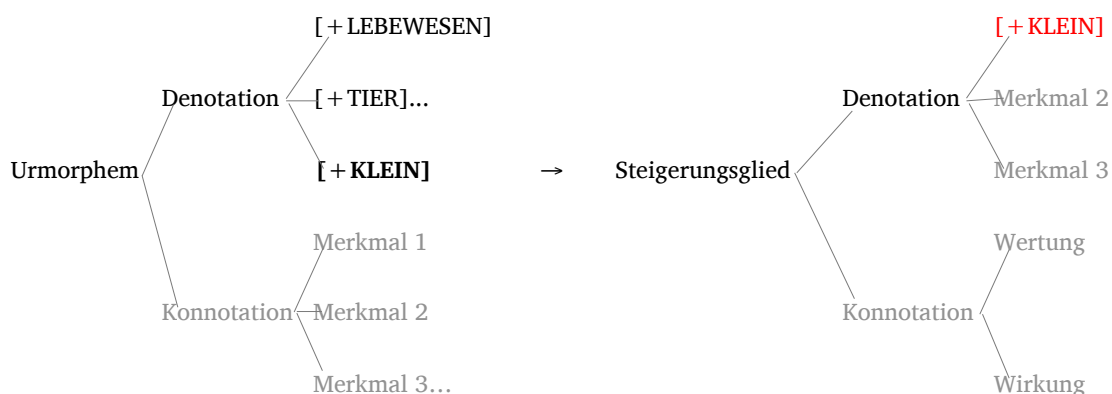 [+LEBEWESEN]
[+KLEIN]
Denotation
[+TIER]...
Denotation
Merkmal 2
Urmorphem
[+KLEIN]
→
Steigerungsglied
Merkmal 3
Merkmal 1
Wertung
Konnotation
Merkmal 2
Konnotation
Merkmal 3...
Wirkung